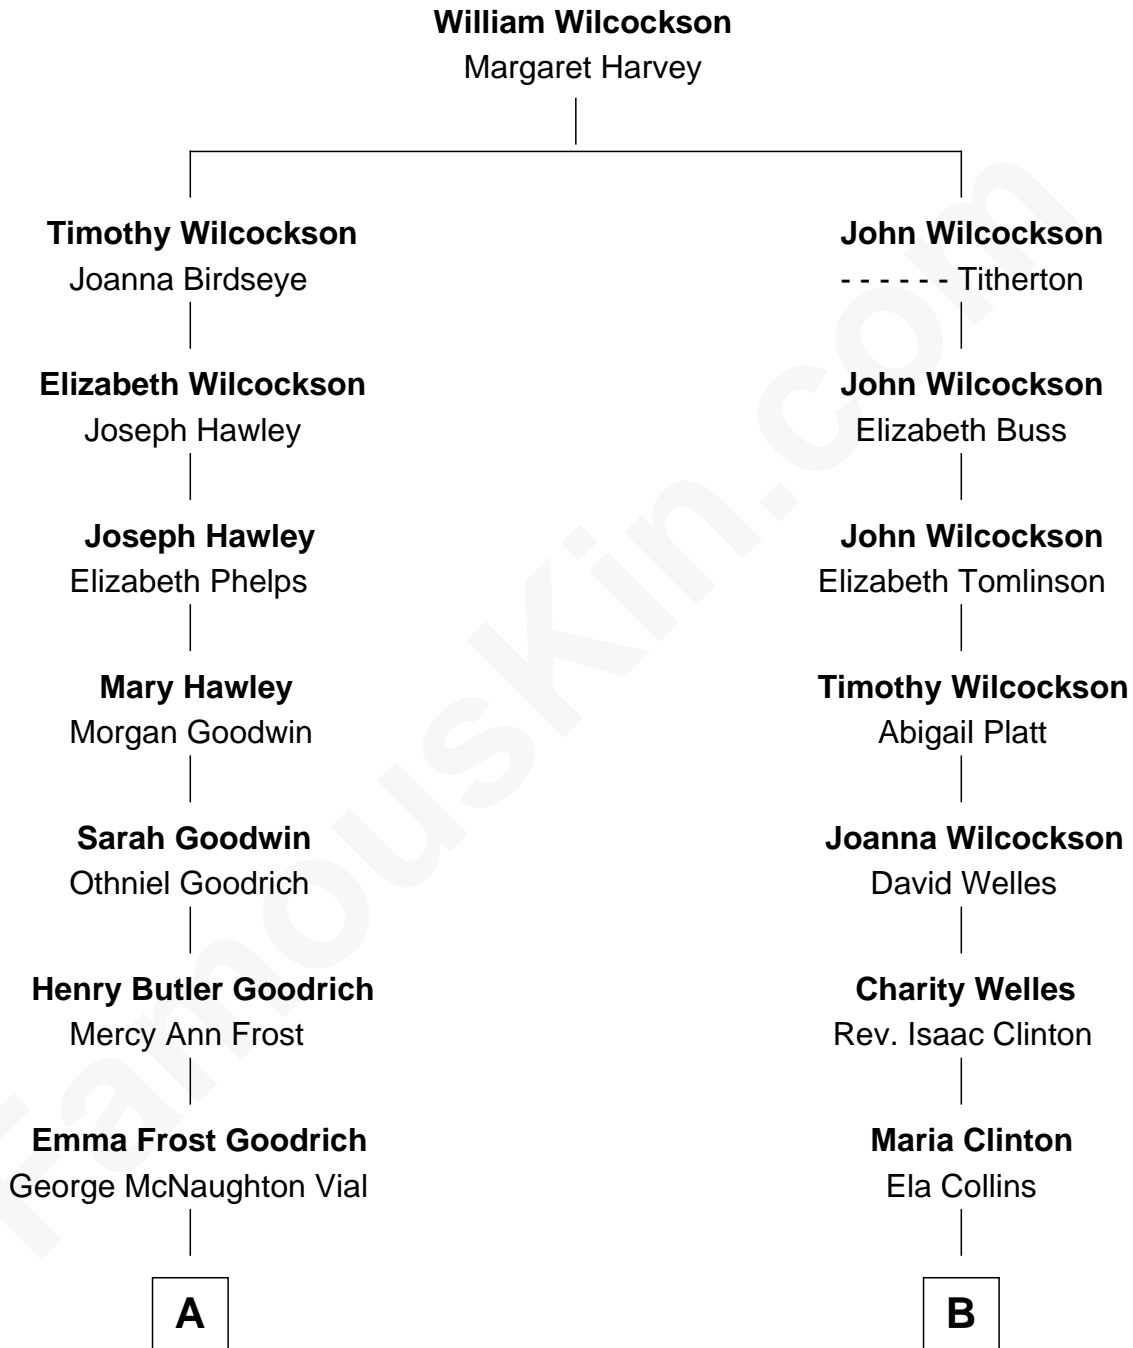 William Wilcockson
Margaret Harvey
Timothy Wilcockson
Joanna Birdseye
Elizabeth Wilcockson
Joseph Hawley
Joseph Hawley
Elizabeth Phelps
Mary Hawley
Morgan Goodwin
Sarah Goodwin
Othniel Goodrich
Henry Butler Goodrich
Mercy Ann Frost
Emma Frost Goodrich
George McNaughton Vial
A
John Wilcockson
- - - - - - Titherton
John Wilcockson
Elizabeth Buss
John Wilcockson
Elizabeth Tomlinson
Timothy Wilcockson
Abigail Platt
Joanna Wilcockson
David Welles
Charity Welles
Rev. Isaac Clinton
Maria Clinton
Ela Collins
B
FamousKin.com